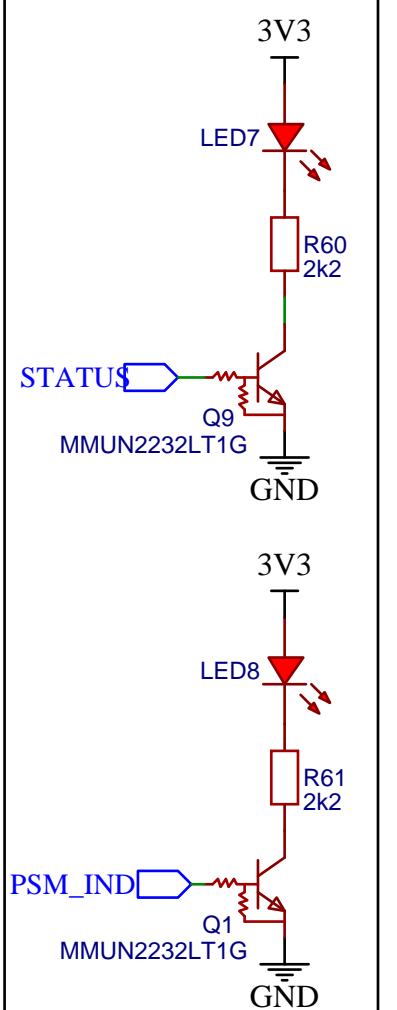 3V3
LED7
R60
2k2
STATUS
Q9
MMUN2232LT1G
GND
3V3
LED8
R61
2k2
PSM_IND
Q1
MMUN2232LT1G
GND